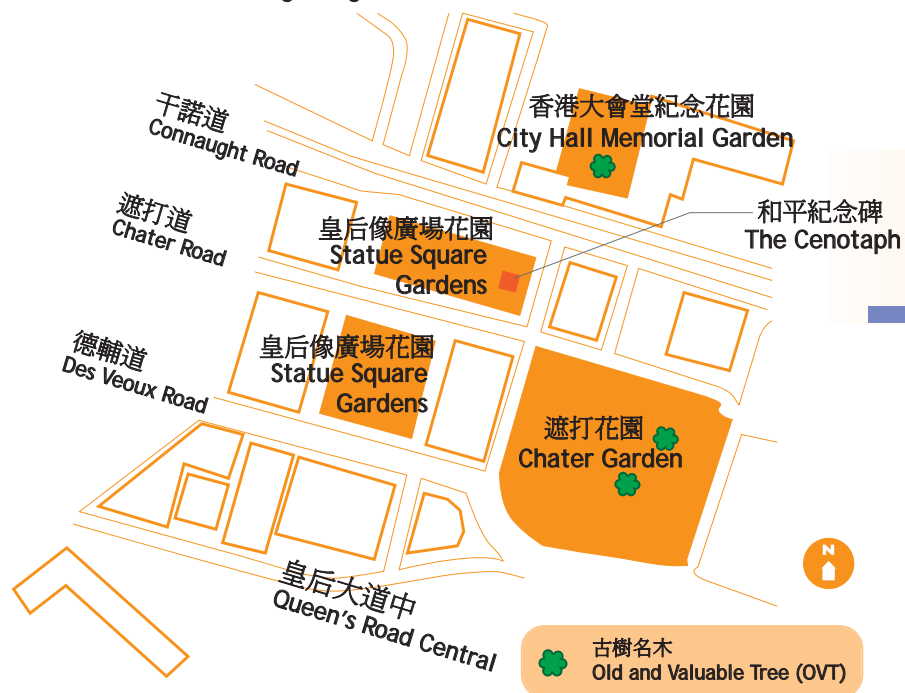 干諾道
Connaught Road
香港大會堂紀念花園
City Hall Memorial Garden
遮打道
Chater Road
皇后像廣場花園
Statue Square
Gardens
和平紀念碑
The Cenotaph
德輔道
Des Veoux Road
皇后像廣場花園
Statue Square
Gardens
遮打花園
Chater Garden
皇后大道中
Queen's Road Central
N
古樹名木
Old and Valuable Tree (OVT)